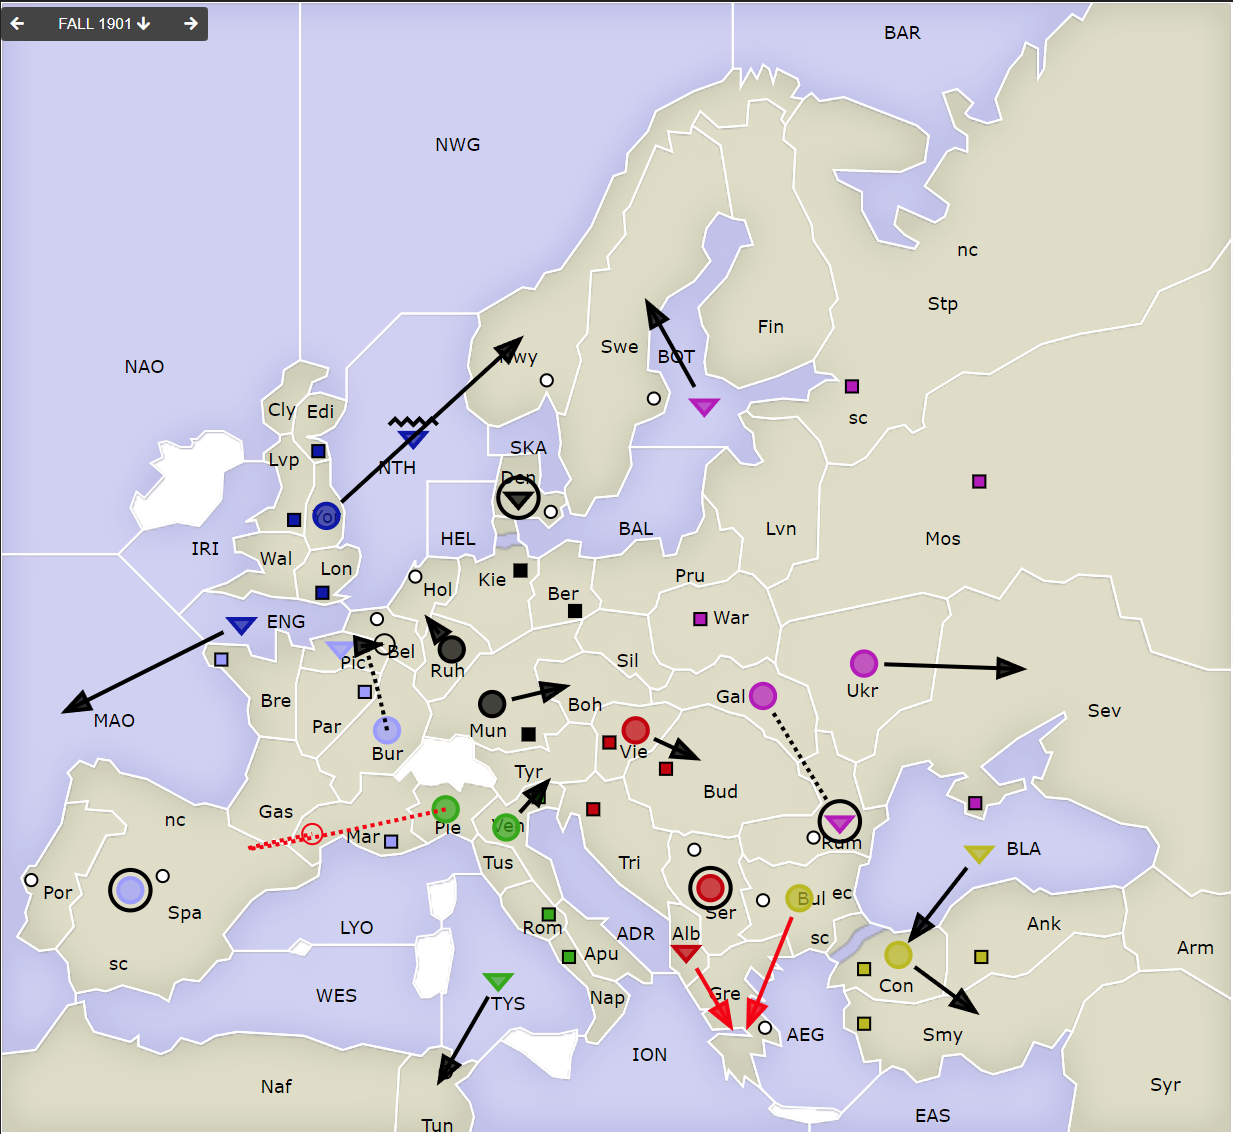 FALL 1901
BAR
NWG
nc
Stp
Fin
Swe
BOT
Nwy
NAO
Cly
Edi
sc
SKA
Lvp
NTH
Den
Mos
Yor
BAL
Lvn
HEL
IRI
Wal
Lon
Kie
Pru
Hol
Ber
War
ENG
Bel
Pic
Sil
Ruh
Ukr
Gal
Bre
Boh
Sev
MAO
Par
Mun
Bur
Vie
Tyr
Bud
Gas
nc
Pie
Ven
Mar
Rum
BLA
Tus
Tri
Por
Bul
ec
Spa
Ser
Rom
LYO
ADR
Alb
sc
Ank
Apu
Arm
sc
Con
WES
TYS
Nap
Gre
AEG
Smy
ION
Naf
Syr
Tun
EAS